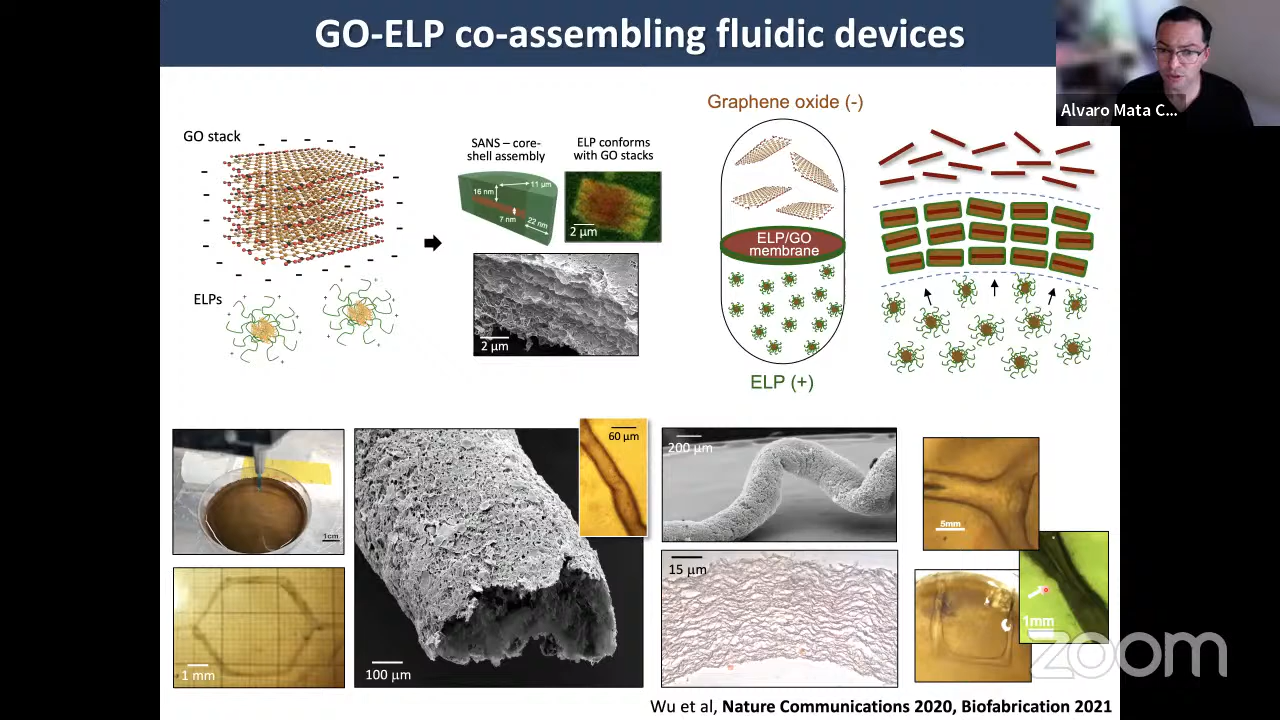 GO-ELP co-assembling fluidic devices
Alvaro Mata C...
GO stack
ELPs
SANS – core-
shell assembly
16 nm
11 µm
7 nm
22 nm
ELP conforms
with GO stacks
2 µm
2 µm
Graphene oxide (-)
ELP/GO
membrane
ELP (+)
1cm
1 mm
100 µm
60 µm
200 µm
15 µm
5mm
1mm
zoom
Wu et al, Nature Communications 2020, Biofabrication 2021